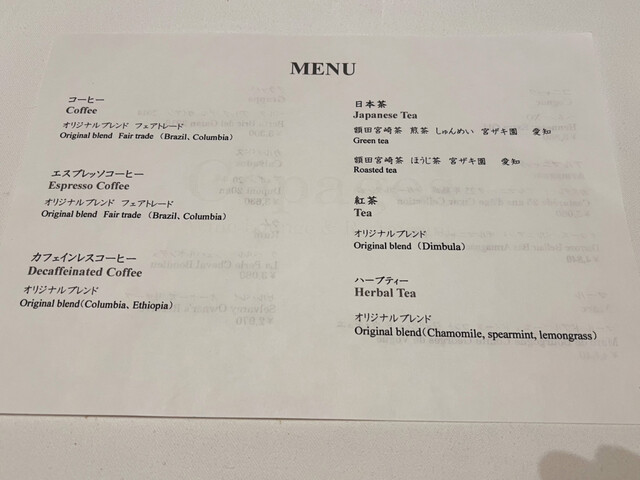 MENU
コーヒー
Coffee
オリジナルブレンド フェアトレード
Original blend Fair trade （Brazil、Columbia）
エスプレッソコーヒー
Espresso Coffee
オリジナルブレンド フェアトレード
Original blend Fair trade （Brazil、Columbia）
カフェインレスコーヒー
Decaffeinated Coffee
オリジナルブレンド
Original blend(Columbia、Ethiopia)
日本茶
Japanese Tea
額田宮崎茶 煎茶 しゅんめい 宮ザキ園 愛知
Green tea
額田宮崎茶 ほうじ茶 宮ザキ園 愛知
Roasted tea
紅茶
Tea
オリジナルブレンド
Original blend （Dimbula）
ハーブティー
Herbal Tea
オリジナルブレンド
Original blend(Chamomile, spearmint, lemongrass)